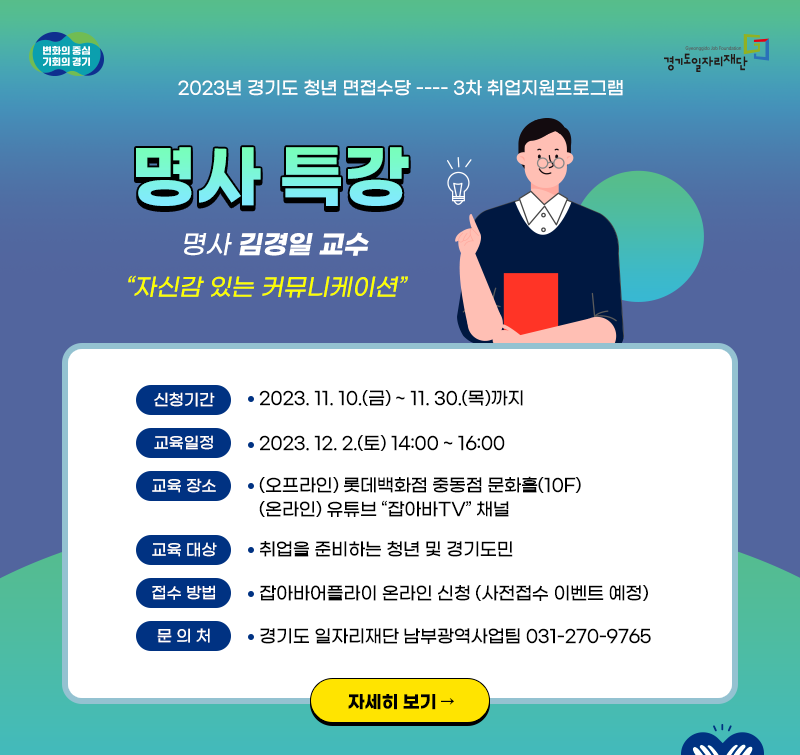 변화의 중심
기회의 경기
Gyeonggido Job Foundation
경기도일자리재단
2023년 경기도 청년 면접수당 ---- 3차 취업지원프로그램
명사 특강
명사 김경일 교수
“자신감 있는 커뮤니케이션”
신청기간 • 2023. 11. 10.(금) ~ 11. 30.(목)까지
교육일정 • 2023. 12. 2.(토) 14:00 ~ 16:00
교육 장소 • (오프라인) 롯데백화점 중동점 문화홀(10F)
(온라인) 유튜브 “잡아바TV” 채널
교육 대상 • 취업을 준비하는 청년 및 경기도민
접수 방법 • 잡아바어플라이 온라인 신청 (사전접수 이벤트 예정)
문 의 처 • 경기도 일자리재단 남부광역사업팀 031-270-9765
자세히 보기→